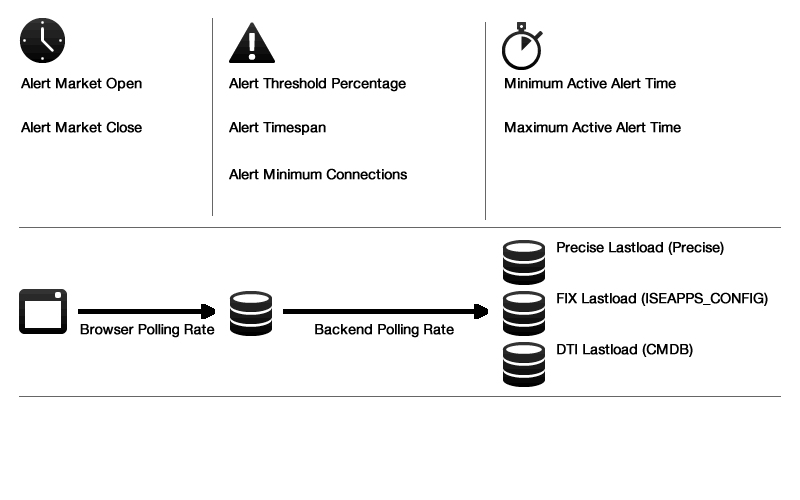 Alert Market Open
Alert Market Close
Alert Threshold Percentage
Alert Timespan
Alert Minimum Connections
Minimum Active Alert Time
Maximum Active Alert Time
Browser Polling Rate
Backend Polling Rate
Precise Lastload (Precise)
FIX Lastload (ISEAPPS_CONFIG)
DTI Lastload (CMDB)